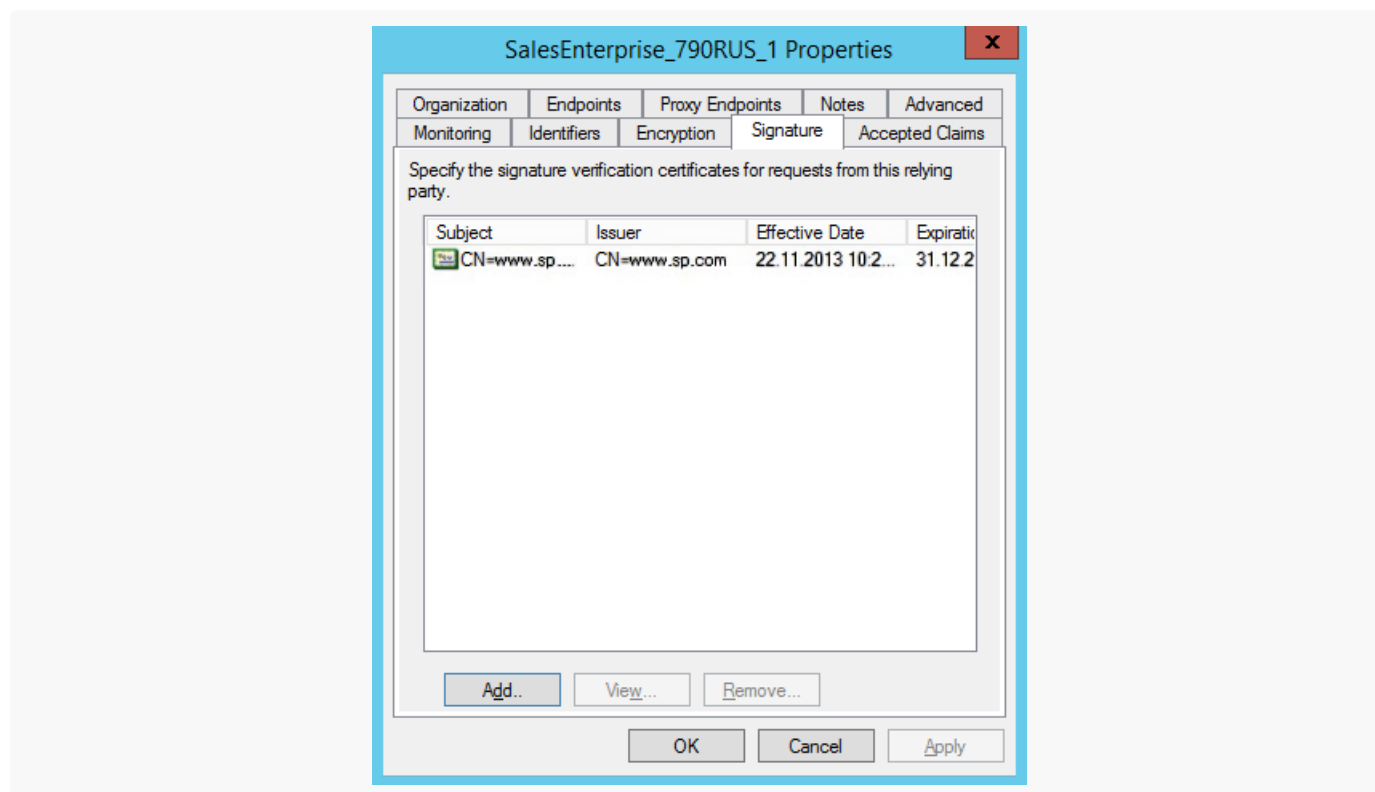 SalesEnterprise_790RUS_1 Properties
x
Organization Endpoints Proxy Endpoints Notes Advanced
Monitoring Identifiers Encryption Signature Accepted Claims
Specify the signature verification certificates for requests from this relying
party.
Subject Issuer Effective Date Expiratic
CN=www.sp.... CN=www.sp.com 22.11.2013 10:2... 31.12.2
Add.. View... Remove...
OK Cancel Apply